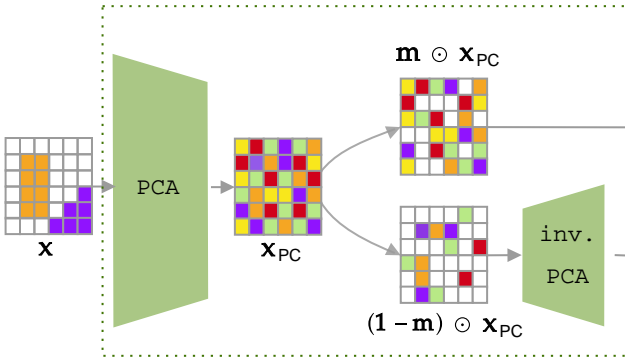 m ⊙ x_PC
PCA
x
x_PC
inv.
PCA
(1 − m) ⊙ x_PC